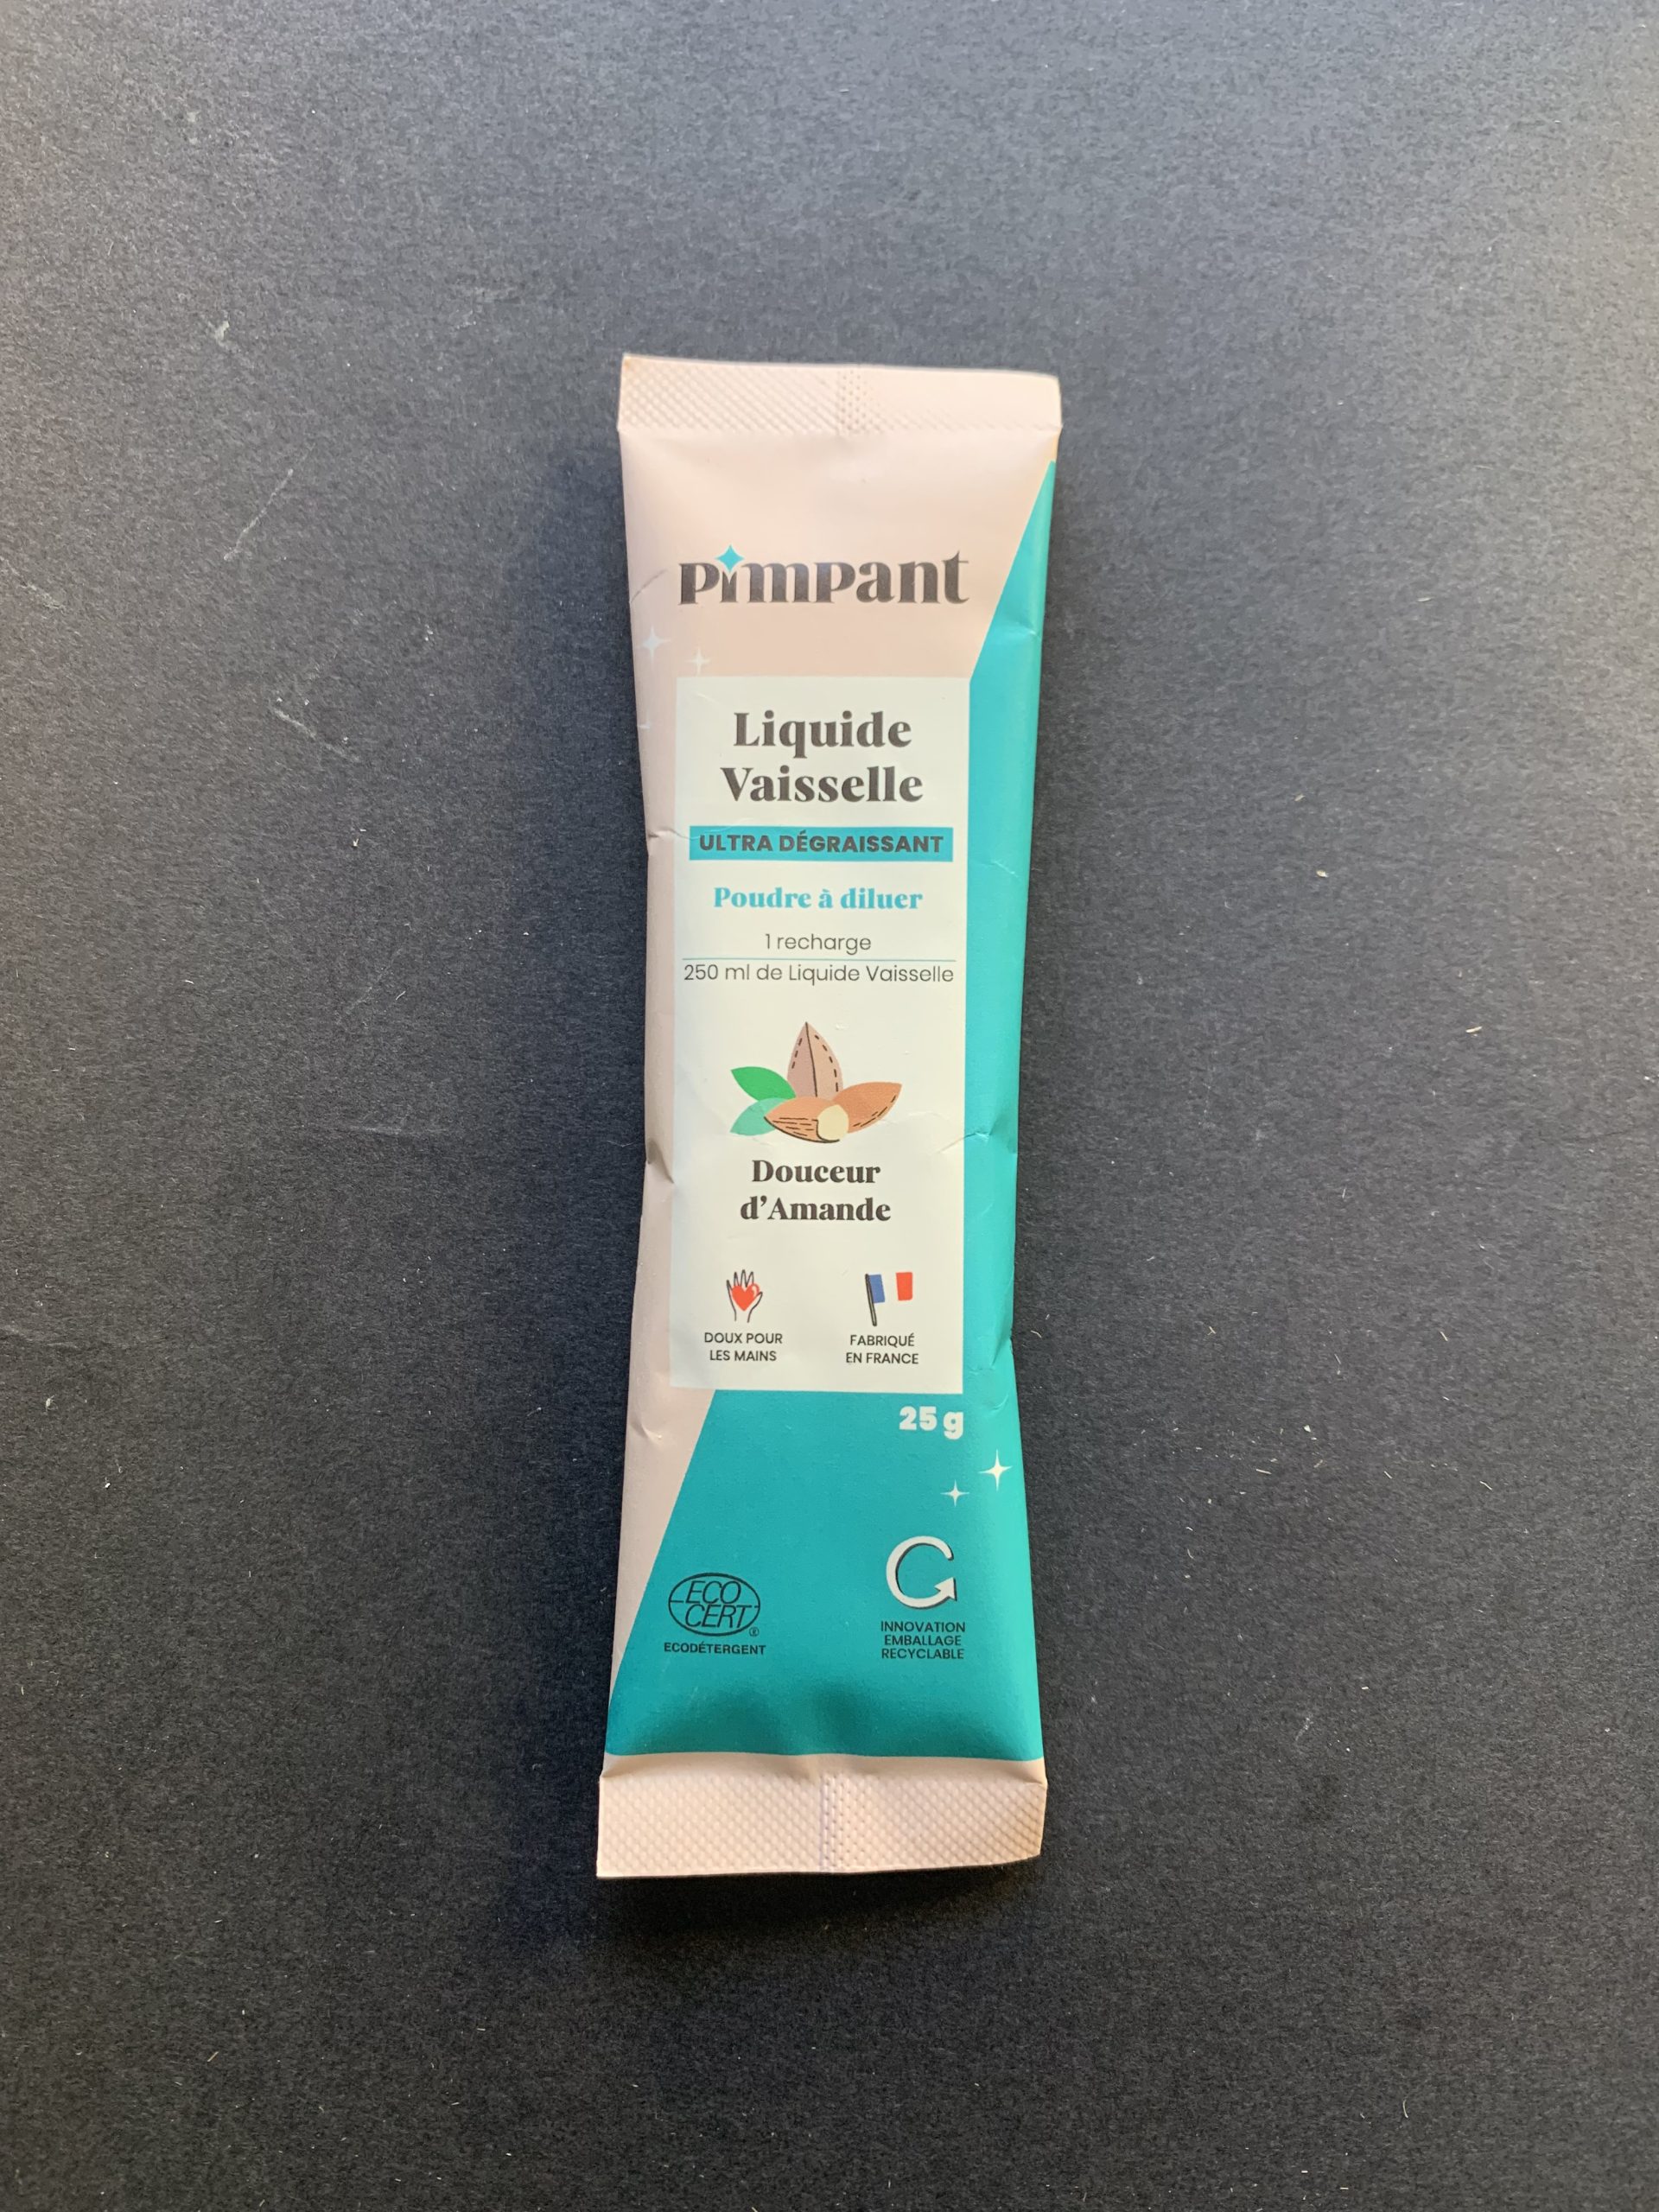 pimpant
Liquide
Vaisselle
ULTRA DÉGRAISSANT
Poudre à diluer
1 recharge
250 ml de Liquide Vaisselle
Douceur
d'Amande
DOUX POUR
LES MAINS
FABRIQUÉ
EN FRANCE
25 g
ECO
CERT®
ECODÉTERGENT
INNOVATION
EMBALLAGE
RECYCLABLE